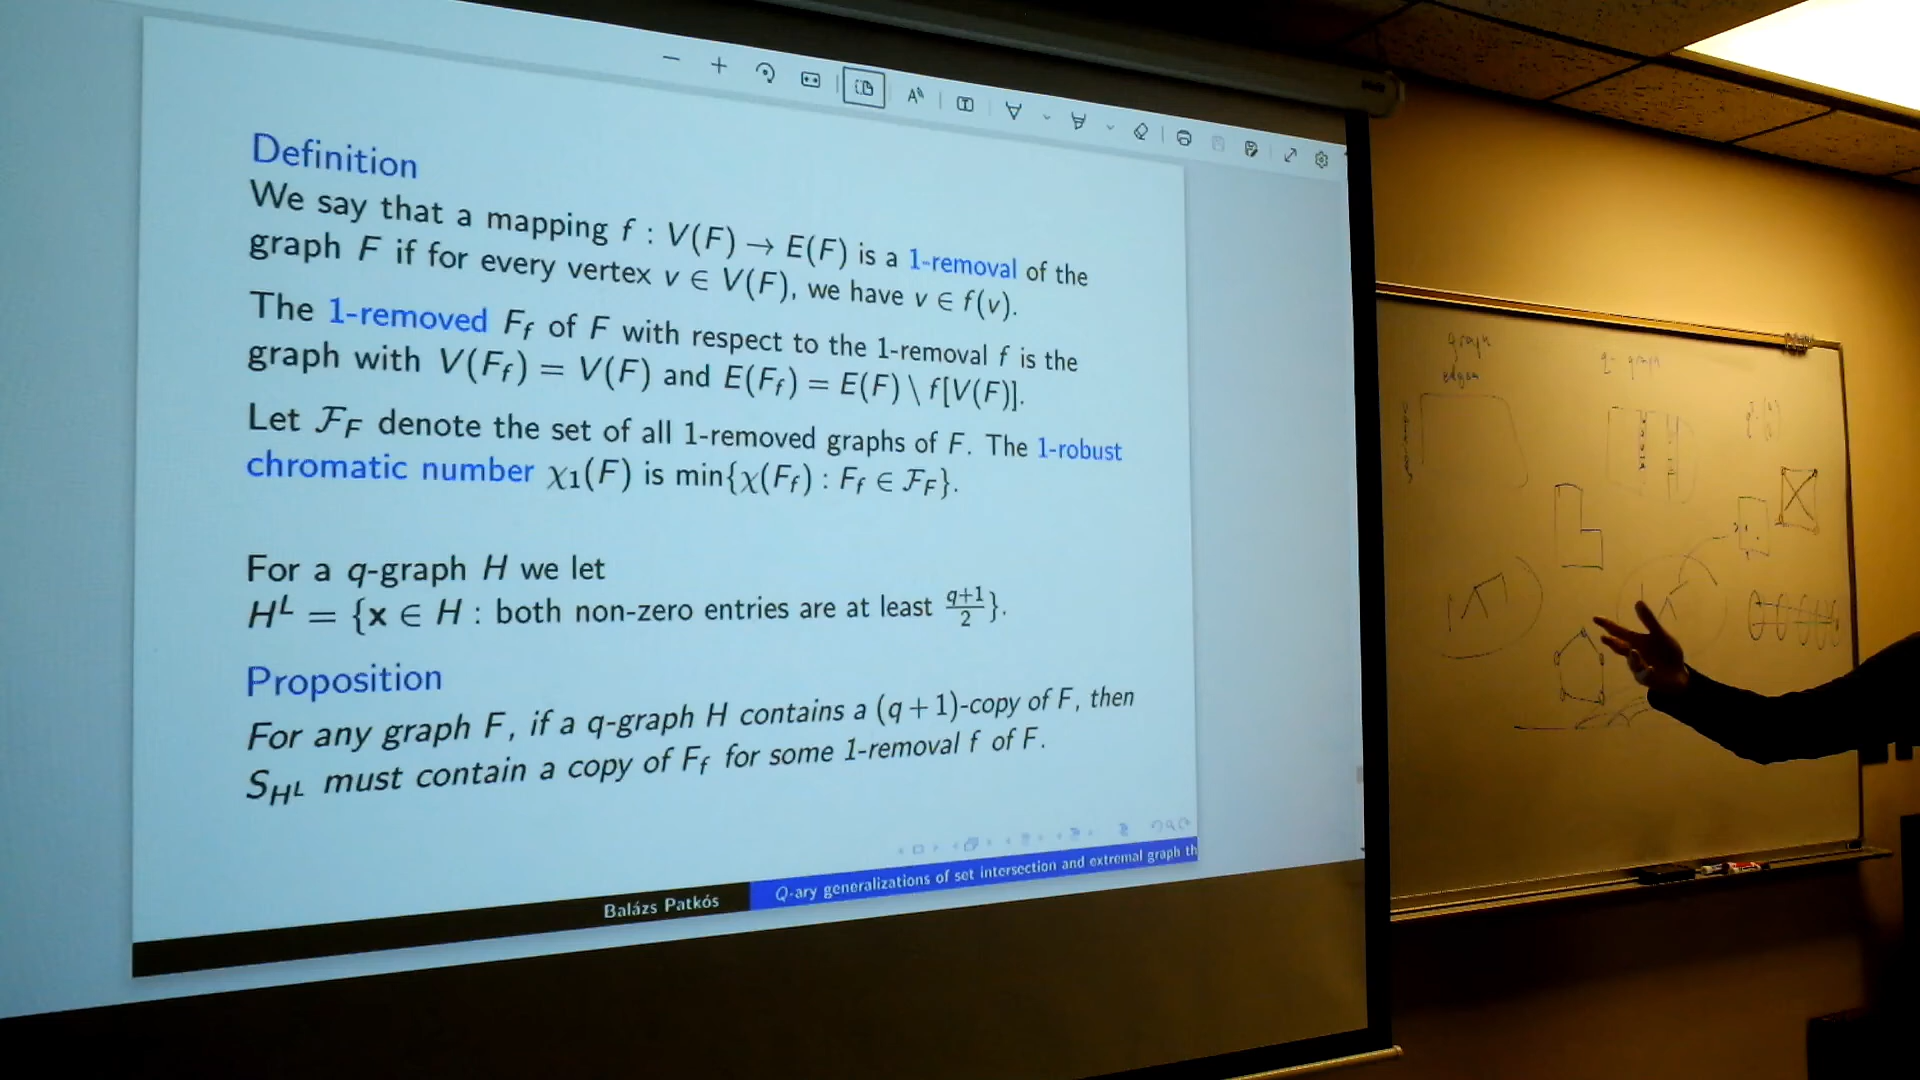 Definition
We say that a mapping f : V(F) → E(F) is a 1-removal of the
graph F if for every vertex v ∈ V(F), we have v ∈ f(v).
The 1-removed F_f of F with respect to the 1-removal f is the
graph with V(F_f) = V(F) and E(F_f) = E(F) \ f[V(F)].
Let ℱ_F denote the set of all 1-removed graphs of F. The 1-robust
chromatic number χ₁(F) is min{χ(F_f) : F_f ∈ ℱ_F}.
For a q-graph H we let
H^L = {x ∈ H : both non-zero entries are at least (q+1)/2}.
Proposition
For any graph F, if a q-graph H contains a (q + 1)-copy of F, then
S_{H^L} must contain a copy of F_f for some 1-removal f of F.
Balázs Patkós
Q-ary generalizations of set intersection and extremal graph th
graph
edges
q-graph